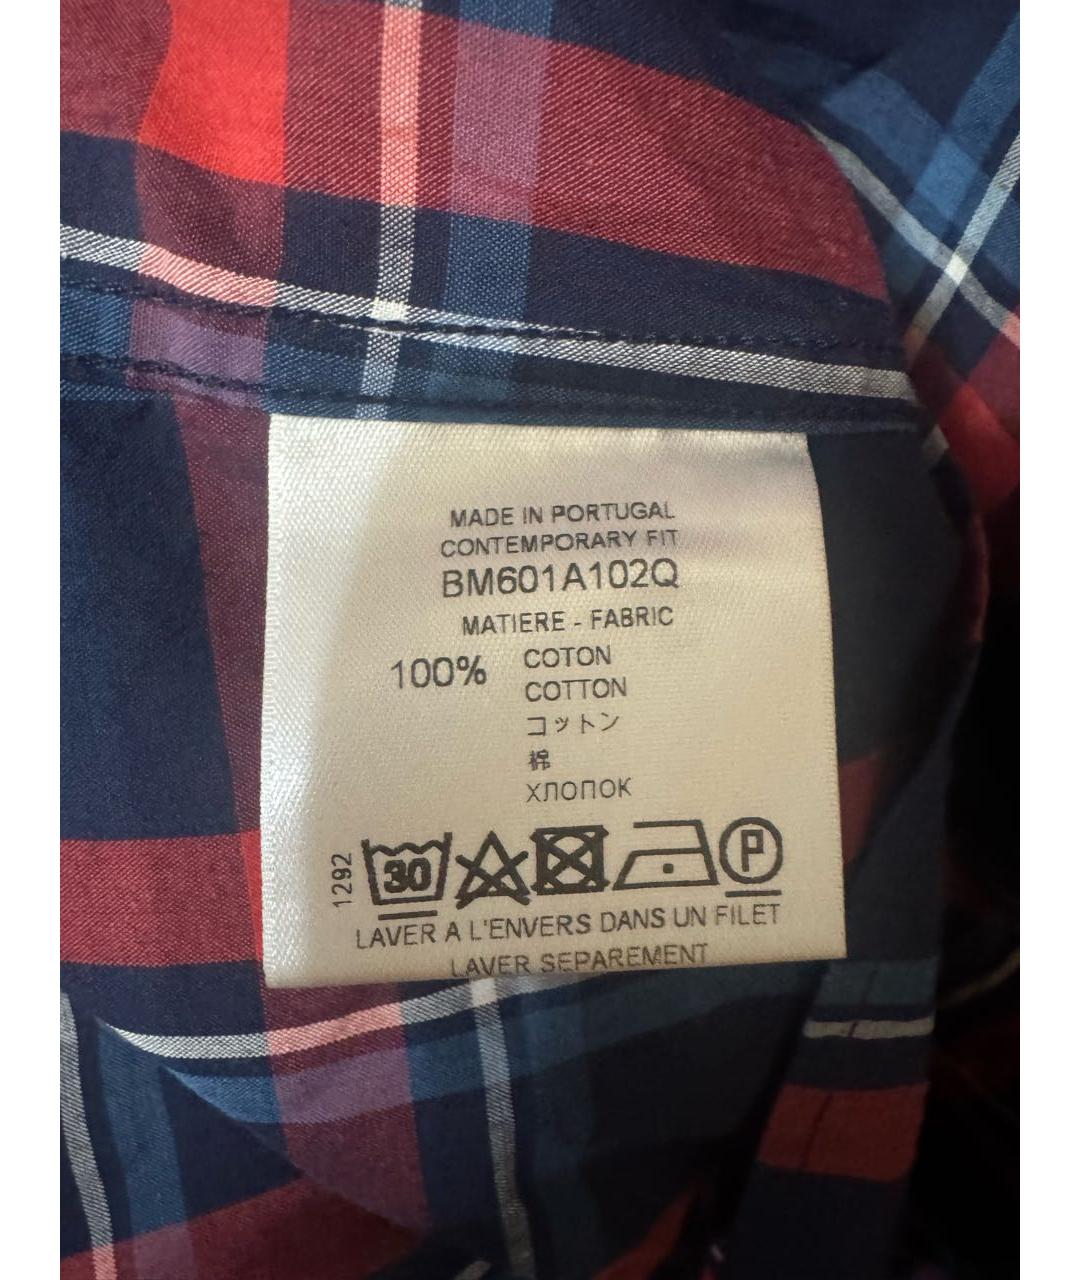 MADE IN PORTUGAL
CONTEMPORARY FIT
BM601A102Q
MATIERE - FABRIC
100% COTON
COTTON
コットン
棉
ХЛОПОК
1292
30
P
LAVER A L'ENVERS DANS UN FILET
LAVER SEPAREMENT